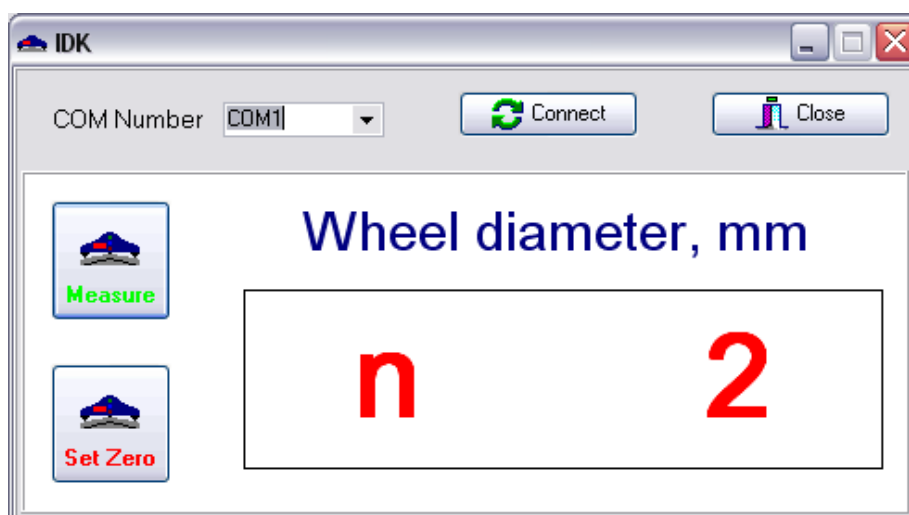 IDK
COM Number COM1 Connect Close
Wheel diameter, mm
Measure
n 2
Set Zero